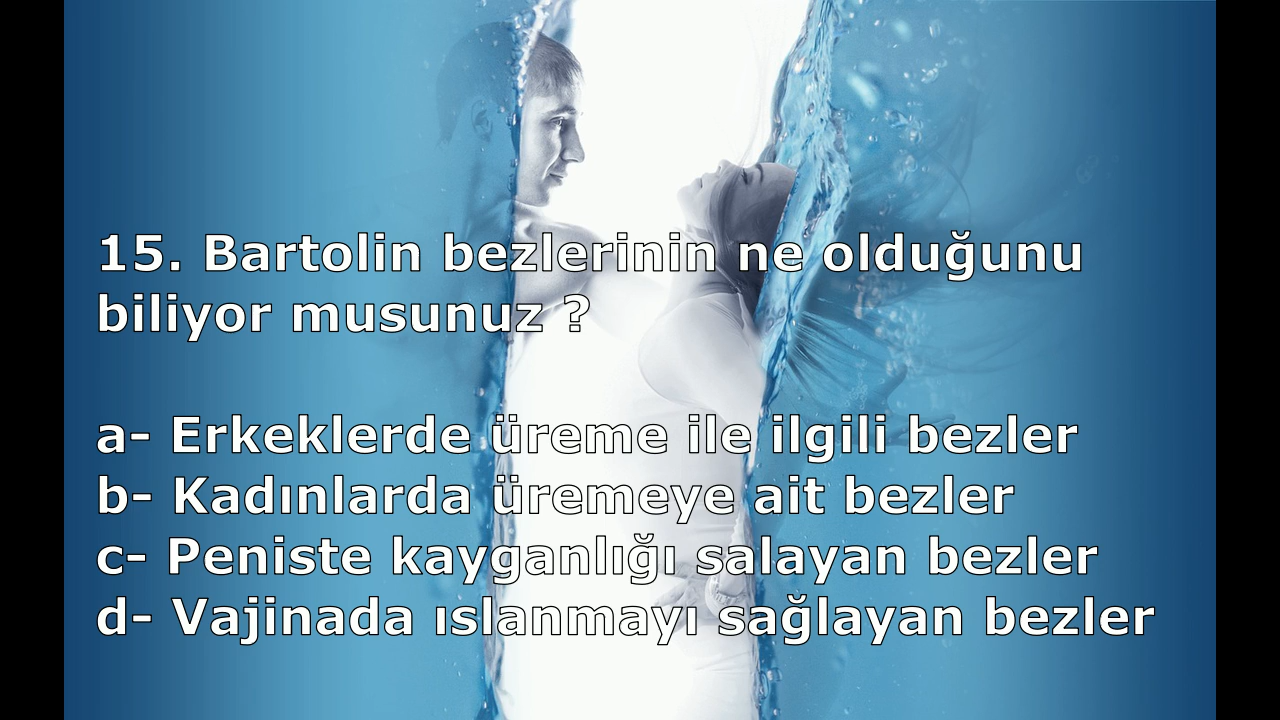 15. Bartolin bezlerinin ne olduğunu
biliyor musunuz ?
a- Erkeklerde üreme ile ilgili bezler
b- Kadınlarda üremeye ait bezler
c- Peniste kayganlığı salayan bezler
d- Vajinada ıslanmayı sağlayan bezler